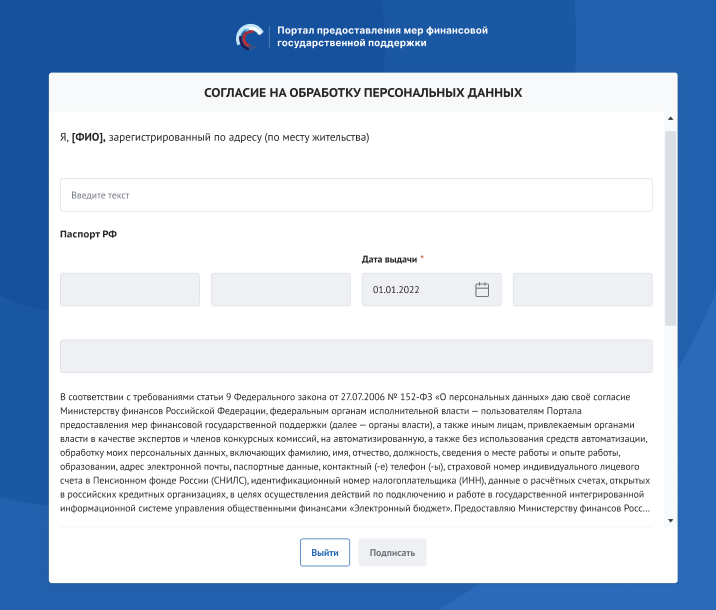 Портал предоставления мер финансовой
государственной поддержки
СОГЛАСИЕ НА ОБРАБОТКУ ПЕРСОНАЛЬНЫХ ДАННЫХ
Я, [ФИО], зарегистрированный по адресу (по месту жительства)
Введите текст
Паспорт РФ
Дата выдачи *
01.01.2022
В соответствии с требованиями статьи 9 Федерального закона от 27.07.2006 № 152-ФЗ «О персональных данных» даю своё согласие
Министерству финансов Российской Федерации, федеральным органам исполнительной власти — пользователям Портала
предоставления мер финансовой государственной поддержки (далее — органы власти), а также иным лицам, привлекаемым органами
власти в качестве экспертов и членов конкурсных комиссий, на автоматизированную, а также без использования средств автоматизации,
обработку моих персональных данных, включающих фамилию, имя, отчество, должность, сведения о месте работы и опыте работы,
образовании, адрес электронной почты, паспортные данные, контактный (-е) телефон (-ы), страховой номер индивидуального лицевого
счета в Пенсионном фонде России (СНИЛС), идентификационный номер налогоплательщика (ИНН), данные о расчётных счетах, открытых
в российских кредитных организациях, в целях осуществления действий по подключению и работе в государственной интегрированной
информационной системе управления общественными финансами «Электронный бюджет». Предоставляю Министерству финансов Росс...
Выйти
Подписать